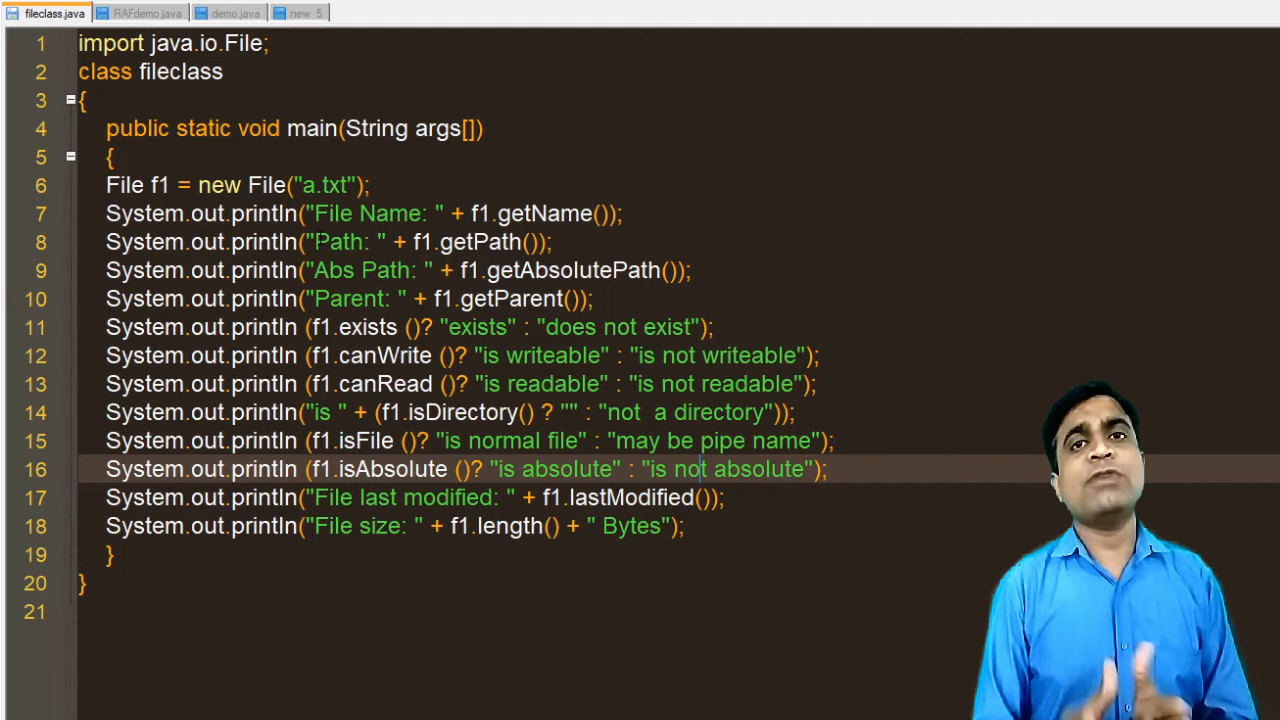 fileclass.java RAFdemo.java demo.java new 5
1 import java.io.File;
2 class fileclass
3 {
4 public static void main(String args[])
5 {
6 File f1 = new File("a.txt");
7 System.out.println("File Name: " + f1.getName());
8 System.out.println("Path: " + f1.getPath());
9 System.out.println("Abs Path: " + f1.getAbsolutePath());
10 System.out.println("Parent: " + f1.getParent());
11 System.out.println (f1.exists ()? "exists" : "does not exist");
12 System.out.println (f1.canWrite ()? "is writeable" : "is not writeable");
13 System.out.println (f1.canRead ()? "is readable" : "is not readable");
14 System.out.println("is " + (f1.isDirectory() ? "" : "not  a directory"));
15 System.out.println (f1.isFile ()? "is normal file" : "may be pipe name");
16 System.out.println (f1.isAbsolute ()? "is absolute" : "is not absolute");
17 System.out.println("File last modified: " + f1.lastModified());
18 System.out.println("File size: " + f1.length() + " Bytes");
19 }
20 }
21